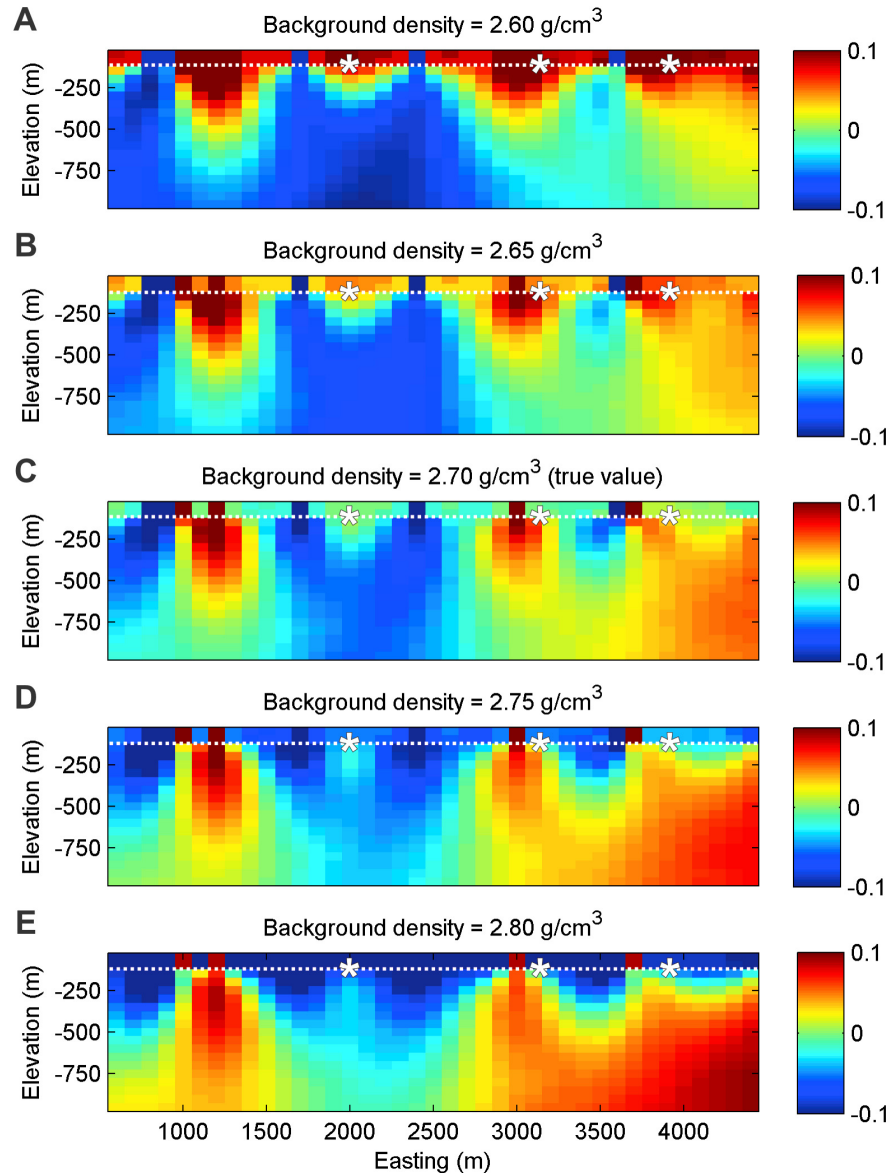 A
Background density = 2.60 g/cm³
Elevation (m)
-250
-500
-750
0.1
0
-0.1
B
Background density = 2.65 g/cm³
Elevation (m)
-250
-500
-750
0.1
0
-0.1
C
Background density = 2.70 g/cm³ (true value)
Elevation (m)
-250
-500
-750
0.1
0
-0.1
D
Background density = 2.75 g/cm³
Elevation (m)
-250
-500
-750
0.1
0
-0.1
E
Background density = 2.80 g/cm³
Elevation (m)
-250
-500
-750
0.1
0
-0.1
1000 1500 2000 2500 3000 3500 4000
Easting (m)